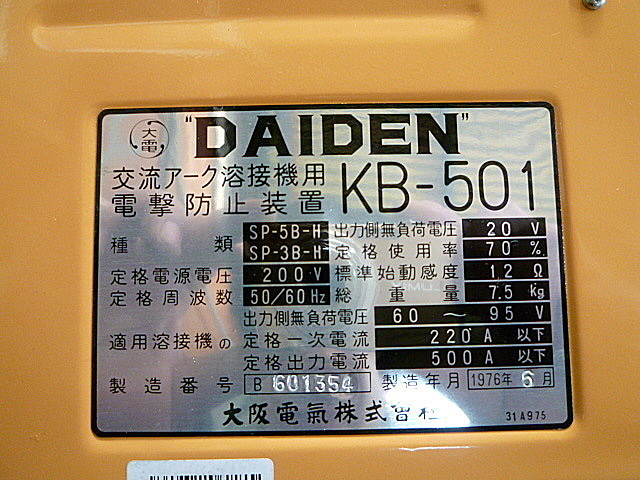 大電 "DAIDEN"
交流アーク溶接機用
電撃防止装置 KB-501
種類 SP-5B-H SP-3B-H
出力側無負荷電圧 20 V
定格使用率 70 %
定格電源電圧 200 V 標準始動感度 1.2 Ω
定格周波数 50/60 Hz 総重量 7.5 kg
適用溶接機の
出力側無負荷電圧 60 ～ 95 V
定格一次電流 220 A 以下
定格出力電流 500 A 以下
製造番号 B 601354 製造年月 1976年 6月
大阪電氣株式會社
31A975